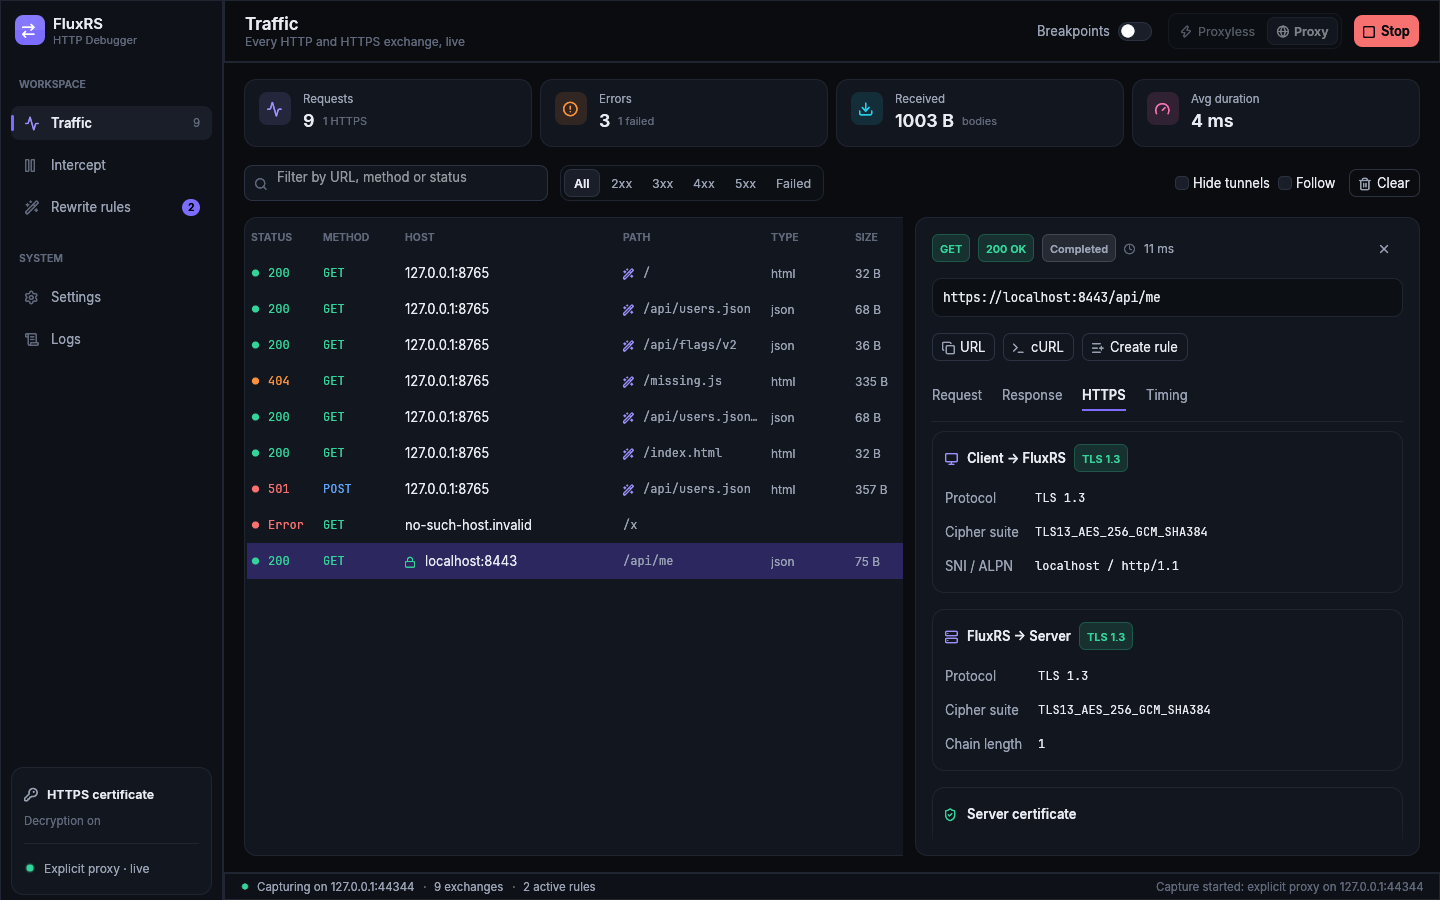 FluxRS
HTTP Debugger
WORKSPACE
Traffic 9
Intercept
Rewrite rules 2
SYSTEM
Settings
Logs
HTTPS certificate
Decryption on
Explicit proxy · live
Traffic
Every HTTP and HTTPS exchange, live
Breakpoints
Proxyless Proxy
Stop
Requests
9 1 HTTPS
Errors
3 1 failed
Received
1003 B bodies
Avg duration
4 ms
Filter by URL, method or status
All 2xx 3xx 4xx 5xx Failed
Hide tunnels Follow Clear
STATUS METHOD HOST PATH TYPE SIZE
200 GET 127.0.0.1:8765 / html 32 B
200 GET 127.0.0.1:8765 /api/users.json json 68 B
200 GET 127.0.0.1:8765 /api/flags/v2 json 36 B
404 GET 127.0.0.1:8765 /missing.js html 335 B
200 GET 127.0.0.1:8765 /api/users.json… json 68 B
200 GET 127.0.0.1:8765 /index.html html 32 B
501 POST 127.0.0.1:8765 /api/users.json html 357 B
Error GET no-such-host.invalid /x
200 GET localhost:8443 /api/me json 75 B
GET 200 OK Completed 11 ms
https://localhost:8443/api/me
URL cURL Create rule
Request Response HTTPS Timing
Client → FluxRS TLS 1.3
Protocol TLS 1.3
Cipher suite TLS13_AES_256_GCM_SHA384
SNI / ALPN localhost / http/1.1
FluxRS → Server TLS 1.3
Protocol TLS 1.3
Cipher suite TLS13_AES_256_GCM_SHA384
Chain length 1
Server certificate
Capturing on 127.0.0.1:44344 · 9 exchanges · 2 active rules
Capture started: explicit proxy on 127.0.0.1:44344